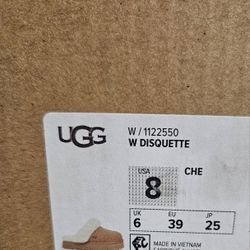 UGG
W / 1122550
W DISQUETTE
USA
8
CHE
UK EU JP
6 39 25
MADE IN VIETNAM